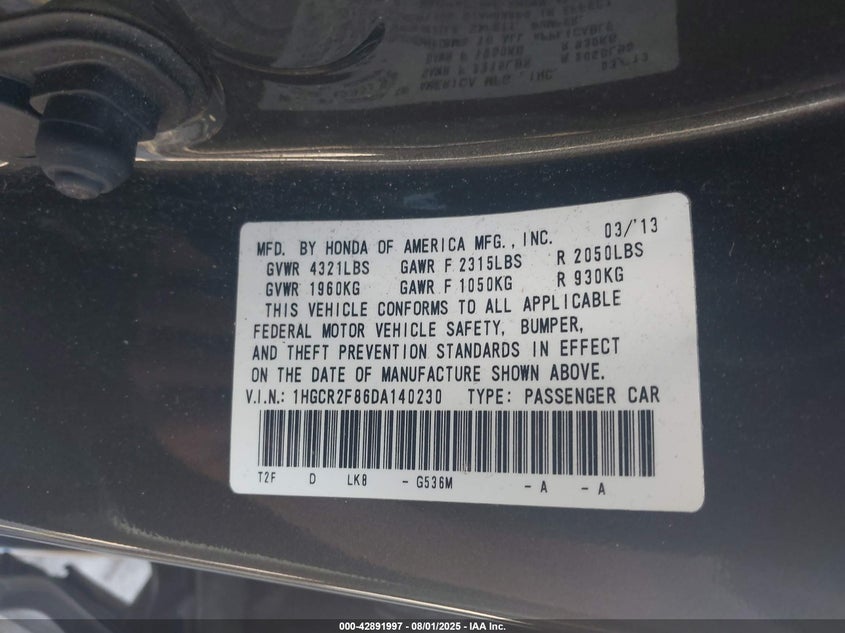 MFD. BY HONDA OF AMERICA MFG., INC. 03/'13
GVWR 4321LBS GAWR F 2315LBS R 2050LBS
GVWR 1960KG GAWR F 1050KG R 930KG
THIS VEHICLE CONFORMS TO ALL APPLICABLE
FEDERAL MOTOR VEHICLE SAFETY, BUMPER,
AND THEFT PREVENTION STANDARDS IN EFFECT
ON THE DATE OF MANUFACTURE SHOWN ABOVE.
V.I.N.: 1HGCR2F86DA140230 TYPE: PASSENGER CAR
T2F D LK8 - G536M - A - A
000-42891997 - 08/01/2025 - IAA Inc.